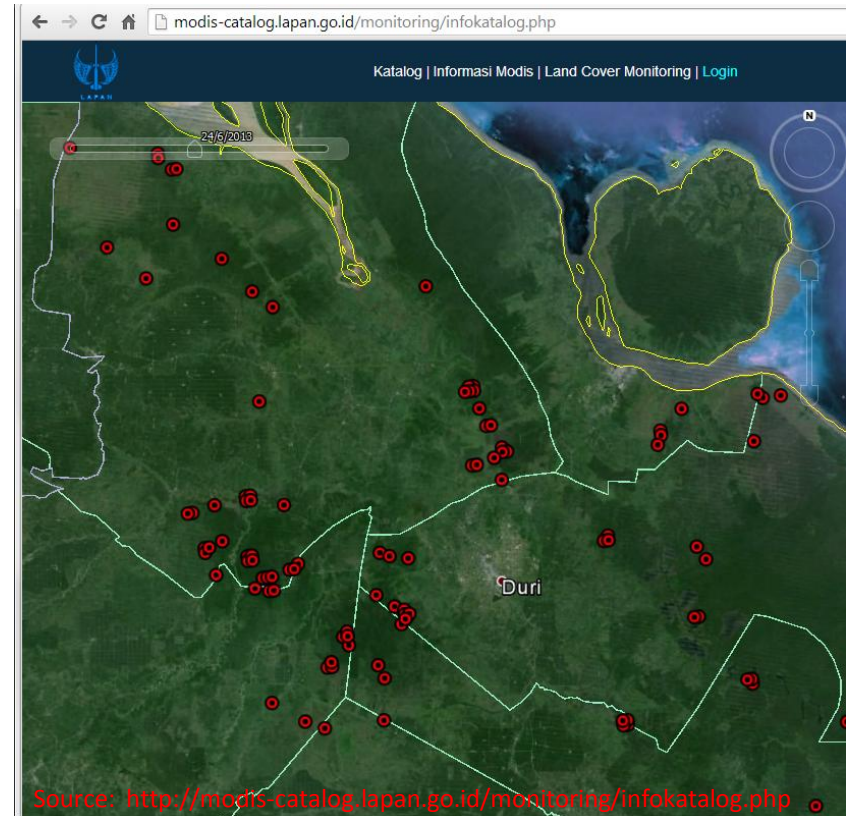 modis-catalog.lapan.go.id/monitoring/infokatalog.php
LAPAN
Katalog | Informasi Modis | Land Cover Monitoring | Login
24/6/2013
N
Duri
Source: http://modis-catalog.lapan.go.id/monitoring/infokatalog.php